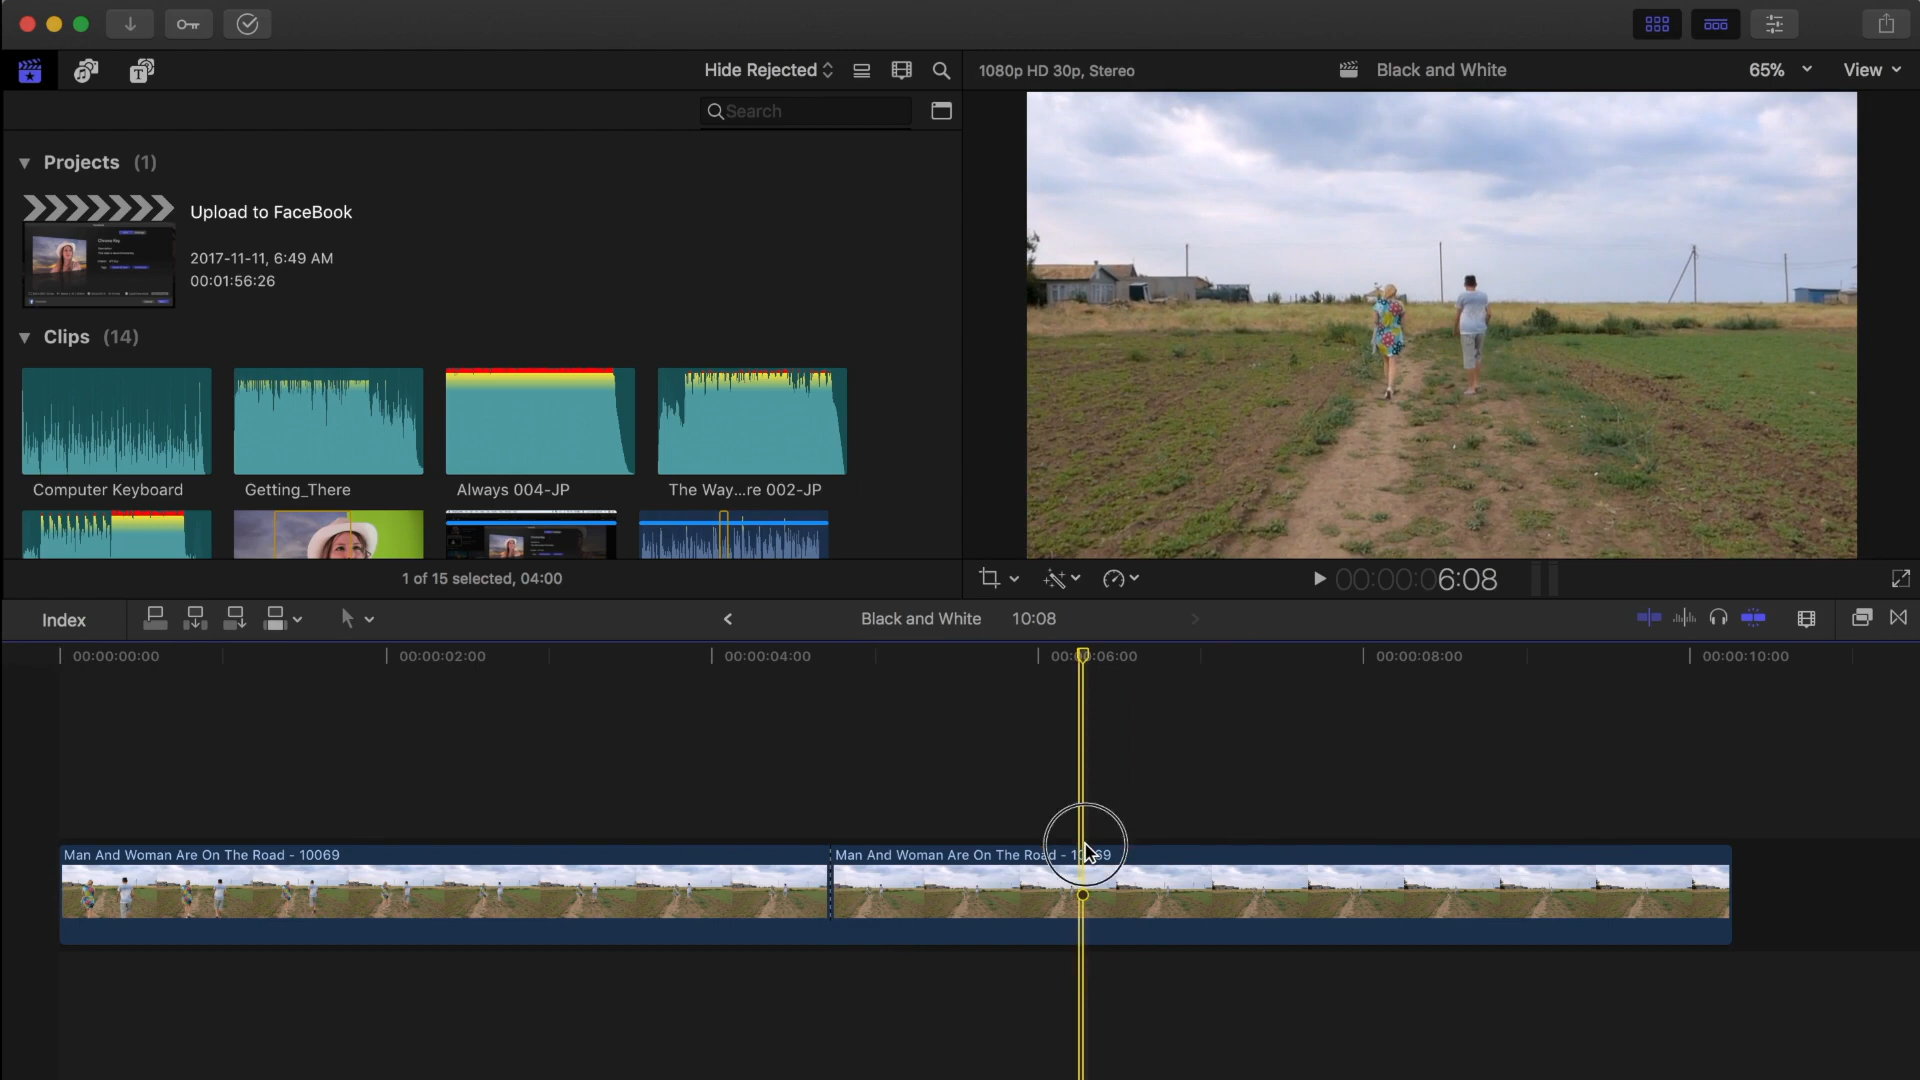 Hide Rejected
1080p HD 30p, Stereo
Black and White
65%
View
Search
Projects (1)
Upload to FaceBook
2017-11-11, 6:49 AM
00:01:56:26
Clips (14)
Computer Keyboard
Getting_There
Always 004-JP
The Way...re 002-JP
1 of 15 selected, 04:00
00:00:06:08
Index
Black and White
10:08
00:00:00:00
00:00:02:00
00:00:04:00
00:00:06:00
00:00:08:00
00:00:10:00
Man And Woman Are On The Road - 10069
Man And Woman Are On The Road - 10069